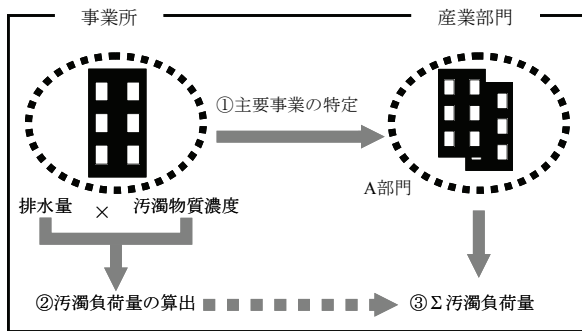 事業所
産業部門
①主要事業の特定
A部門
排水量 × 汚濁物質濃度
②汚濁負荷量の算出
③Σ汚濁負荷量